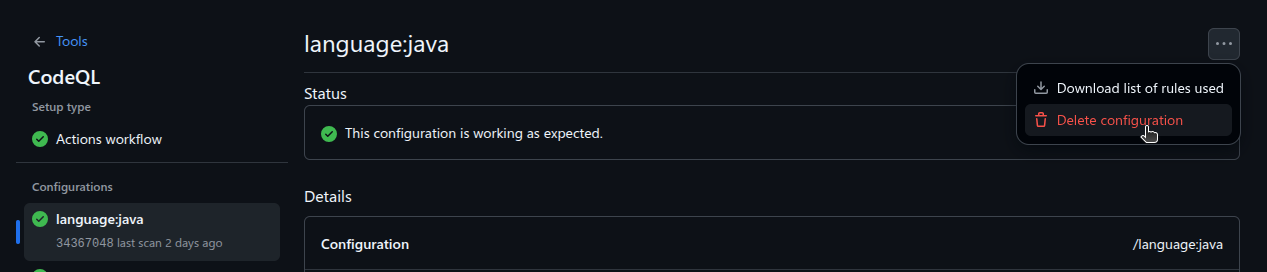 Tools
CodeQL
Setup type
Actions workflow
Configurations
language:java
34367048 last scan 2 days ago
language:java
Status
This configuration is working as expected.
Details
Configuration /language:java
Download list of rules used
Delete configuration